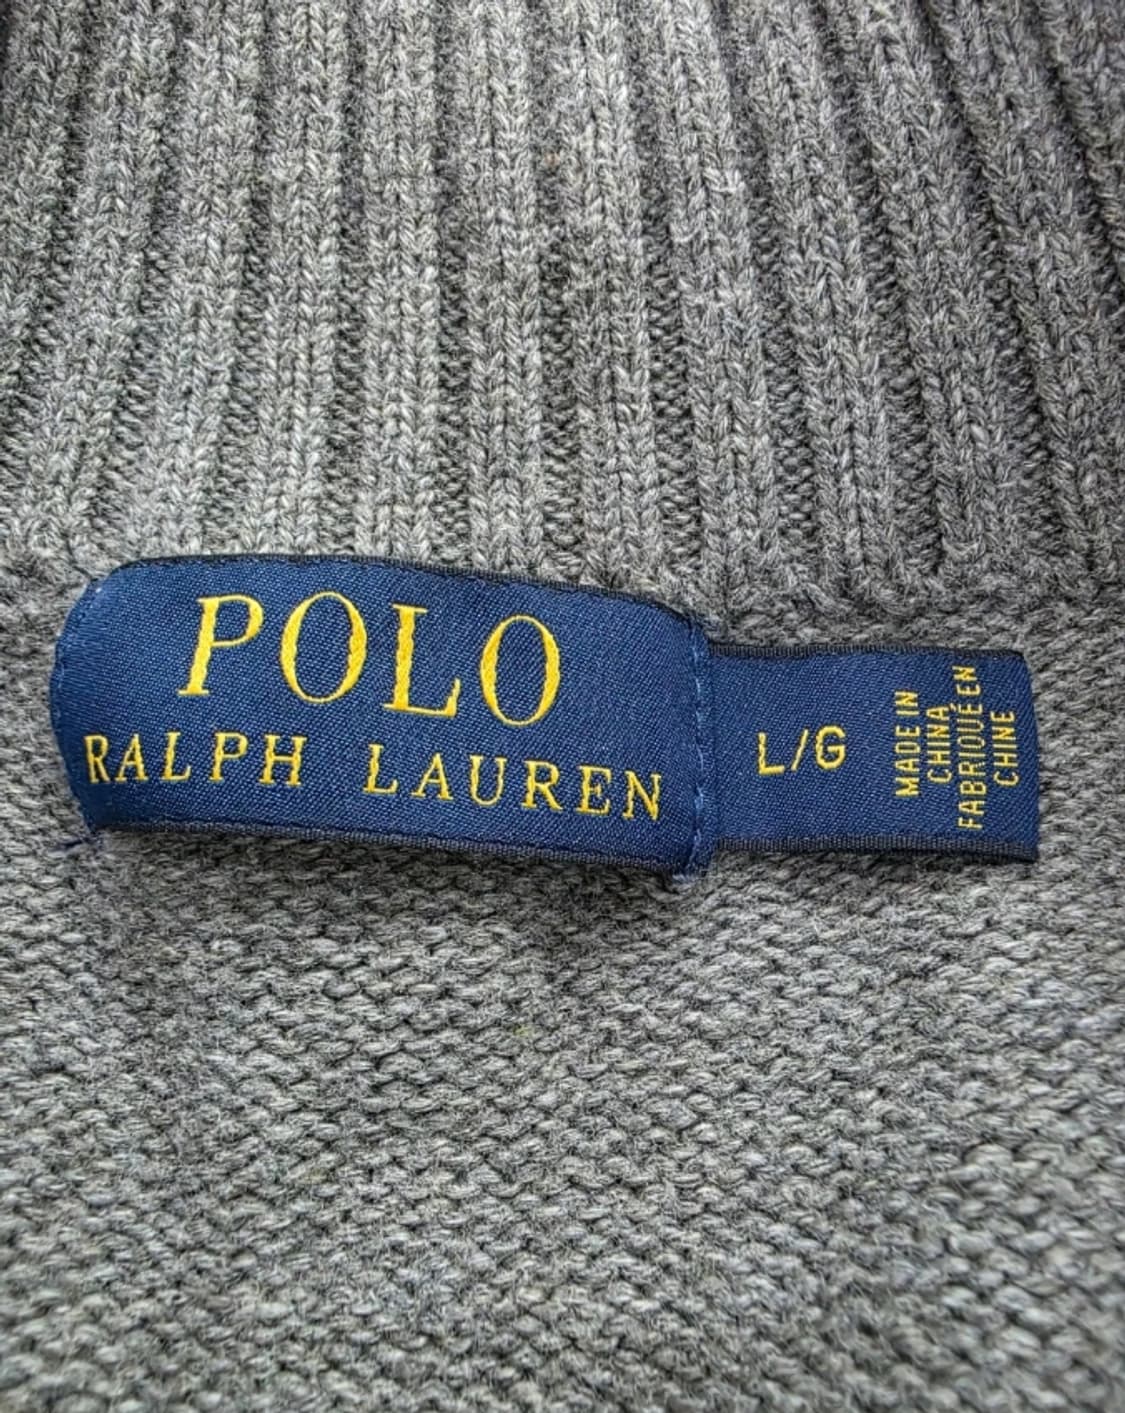 POLO
RALPH LAUREN
L/G
MADE IN
CHINA
FABRIQUÉ EN
CHINE